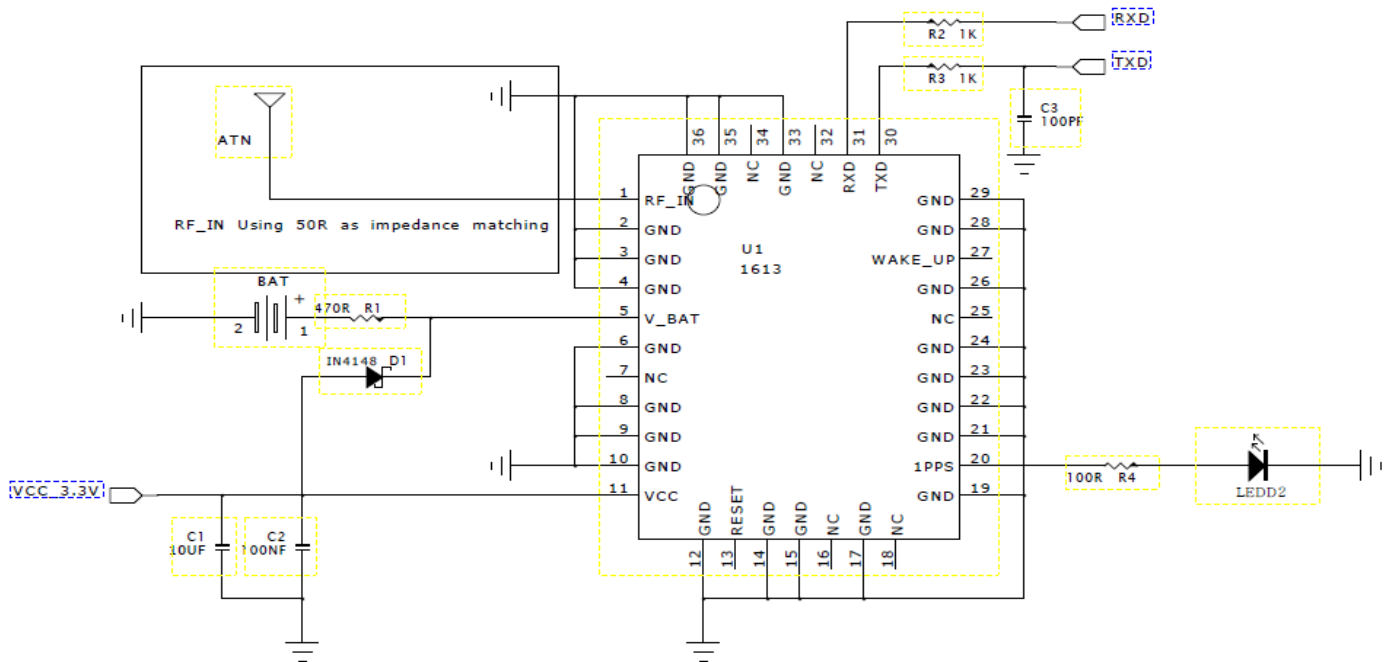 RXD
R2 1K
TXD
R3 1K
C3
100PF
ATN
RF_IN Using 50R as impedance matching
36
35
34
33
32
31
30
GND
GND
NC
GND
NC
RXD
TXD
U1
1613
1 RF_IN
2 GND
3 GND
4 GND
5 V_BAT
6 GND
7 NC
8 GND
9 GND
10 GND
11 VCC
GND 29
GND 28
WAKE_UP 27
GND 26
NC 25
GND 24
GND 23
GND 22
GND 21
1PPS 20
GND 19
BAT
+
2
1
470R R1
IN4148 D1
VCC_3.3V
C1
10UF
C2
100NF
GND
RESET
GND
GND
NC
GND
NC
12
13
14
15
16
17
18
100R R4
LEDD2